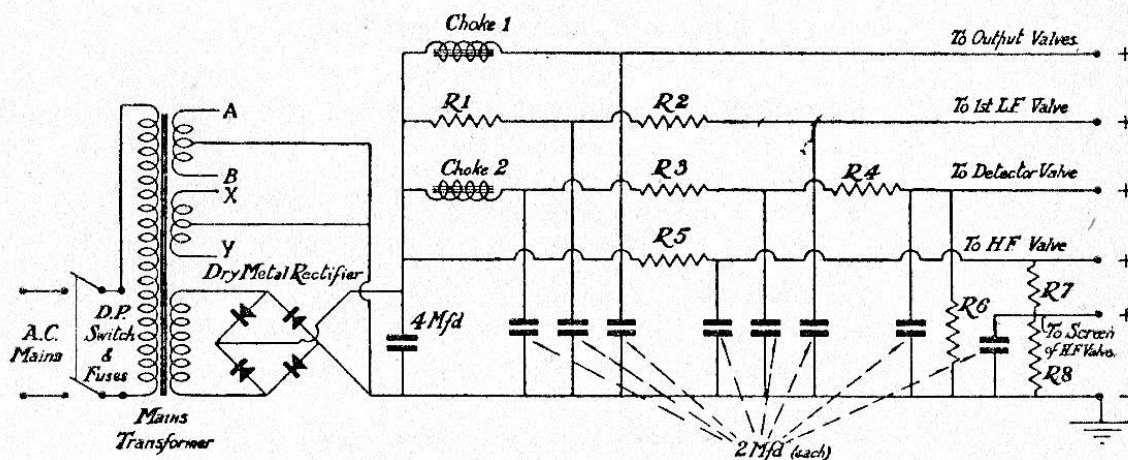 Choke 1
To Output Valves.
R1
R2
To 1st LF Valve
A
B
Choke 2
R3
R4
To Detector Valve
X
Y
R5
To HF Valve
Dry Metal Rectifier
A.C.
Mains
D.P.
Switch
&
Fuses
4 Mfd
R6
R7
To Screen
of H.F Valve.
R8
Mains
Transformer
2 Mfd (each)
+
+
+
+
+
-